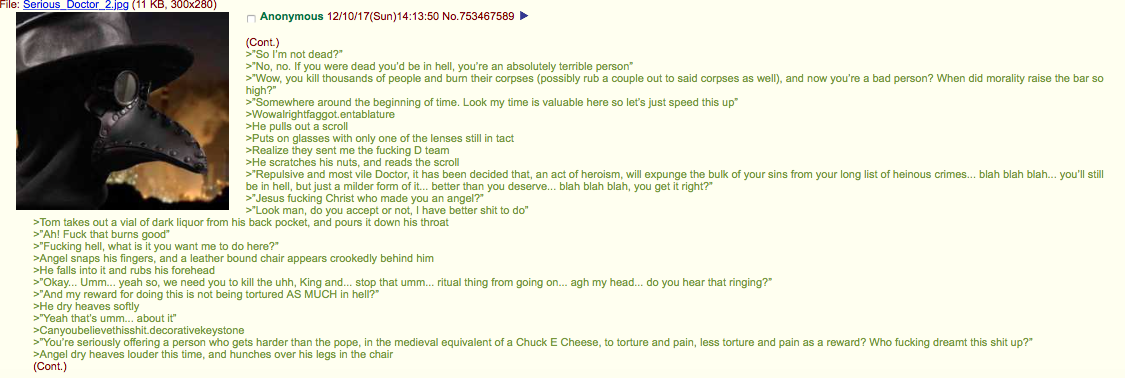 File: Serious_Doctor_2.jpg (11 KB, 300x280)
Anonymous 12/10/17(Sun)14:13:50 No.753467589 ▶
(Cont.)
>"So I'm not dead?"
>"No, no. If you were dead you'd be in hell, you're an absolutely terrible person"
>"Wow, you kill thousands of people and burn their corpses (possibly rub a couple out to said corpses as well), and now you're a bad person? When did morality raise the bar so
high?"
>"Somewhere around the beginning of time. Look my time is valuable here so let's just speed this up"
>Wowalrightfaggot.entablature
>He pulls out a scroll
>Puts on glasses with only one of the lenses still in tact
>Realize they sent me the fucking D team
>He scratches his nuts, and reads the scroll
>"Repulsive and most vile Doctor, it has been decided that, an act of heroism, will expunge the bulk of your sins from your long list of heinous crimes... blah blah blah... you'll still
be in hell, but just a milder form of it... better than you deserve... blah blah blah, you get it right?"
>"Jesus fucking Christ who made you an angel?"
>"Look man, do you accept or not, I have better shit to do"
>Tom takes out a vial of dark liquor from his back pocket, and pours it down his throat
>"Ah! Fuck that burns good"
>"Fucking hell, what is it you want me to do here?"
>Angel snaps his fingers, and a leather bound chair appears crookedly behind him
>He falls into it and rubs his forehead
>"Okay... Umm... yeah so, we need you to kill the uhh, King and... stop that umm... ritual thing from going on... agh my head... do you hear that ringing?"
>"And my reward for doing this is not being tortured AS MUCH in hell?"
>He dry heaves softly
>"Yeah that's umm... about it"
>Canyoubelievethisshit.decorativekeystone
>"You're seriously offering a person who gets harder than the pope, in the medieval equivalent of a Chuck E Cheese, to torture and pain, less torture and pain as a reward? Who fucking dreamt this shit up?"
>Angel dry heaves louder this time, and hunches over his legs in the chair
(Cont.)